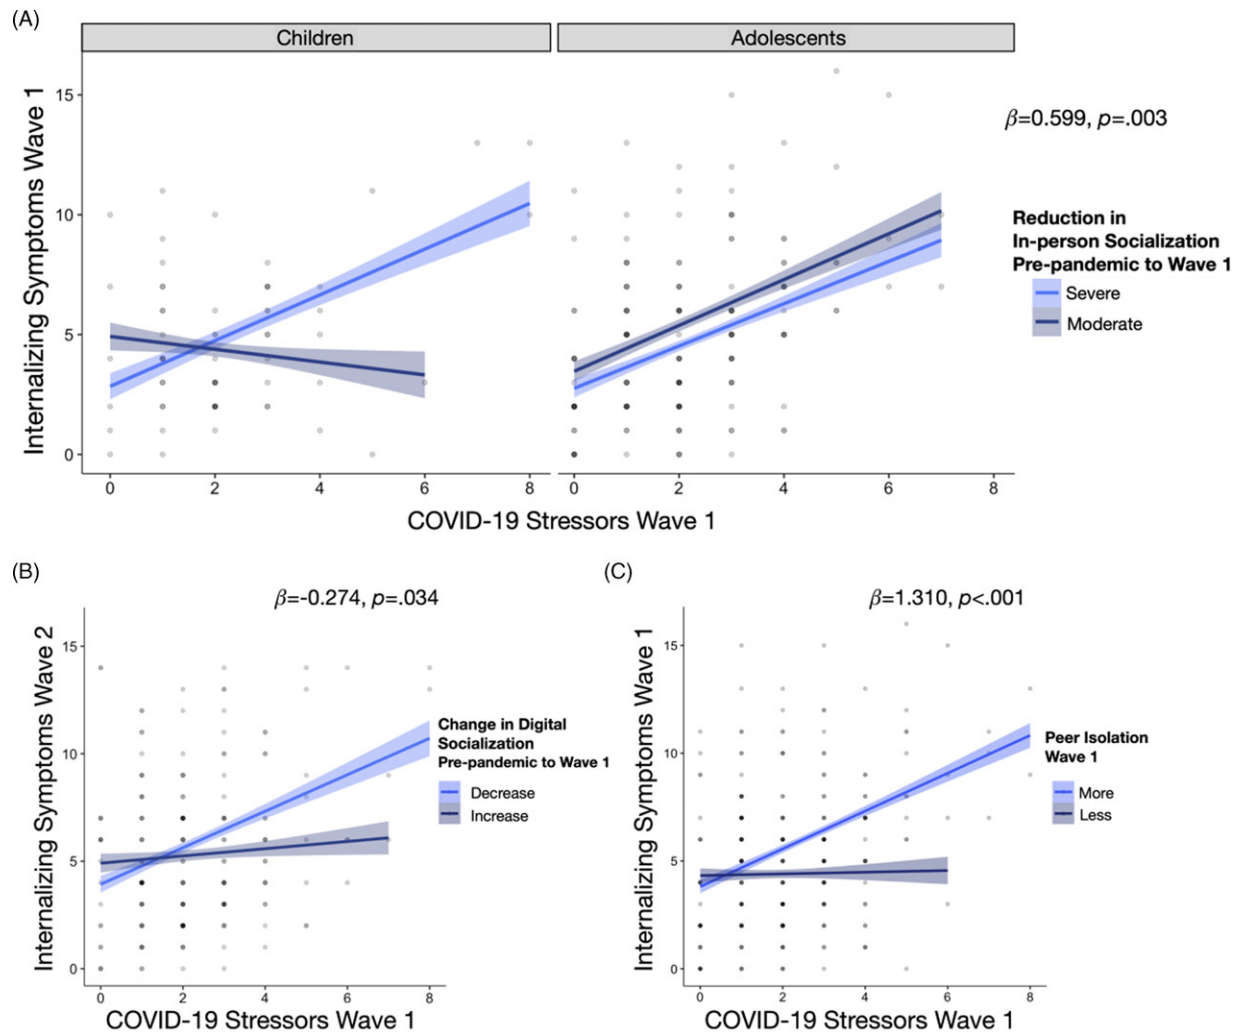 (A)
Children
Adolescents
Internalizing Symptoms Wave 1
15
10
5
0
0
2
4
6
8
0
2
4
6
8
COVID-19 Stressors Wave 1
β=0.599, p=.003
Reduction in
In-person Socialization
Pre-pandemic to Wave 1
Severe
Moderate
(B)
β=-0.274, p=.034
Internalizing Symptoms Wave 2
15
10
5
0
0
2
4
6
8
COVID-19 Stressors Wave 1
Change in Digital
Socialization
Pre-pandemic to Wave 1
Decrease
Increase
(C)
β=1.310, p<.001
Internalizing Symptoms Wave 1
15
10
5
0
0
2
4
6
8
COVID-19 Stressors Wave 1
Peer Isolation
Wave 1
More
Less